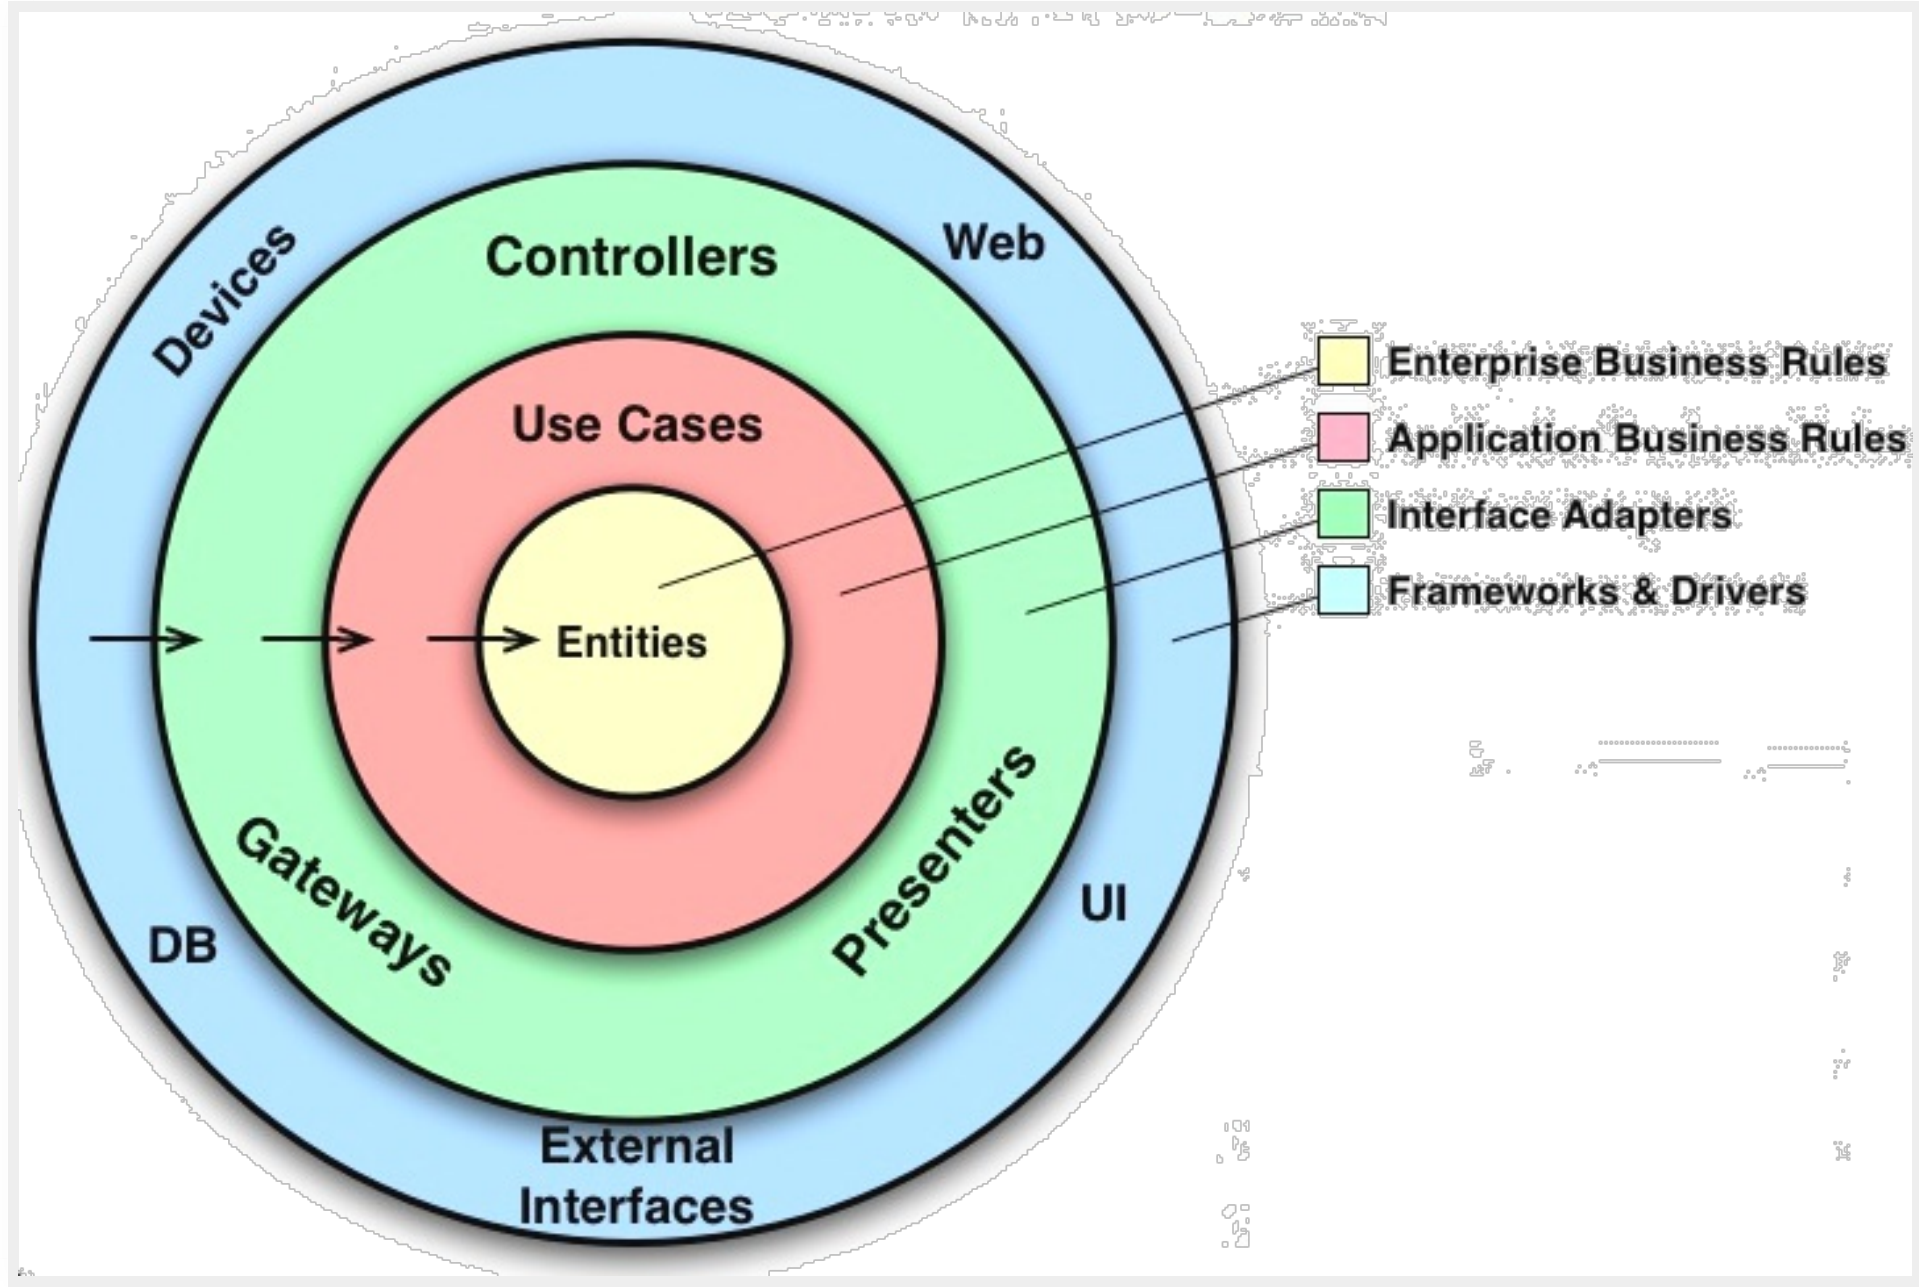 Devices
Web
Controllers
Use Cases
Entities
Gateways
Presenters
DB
UI
External
Interfaces
Enterprise Business Rules
Application Business Rules
Interface Adapters
Frameworks & Drivers